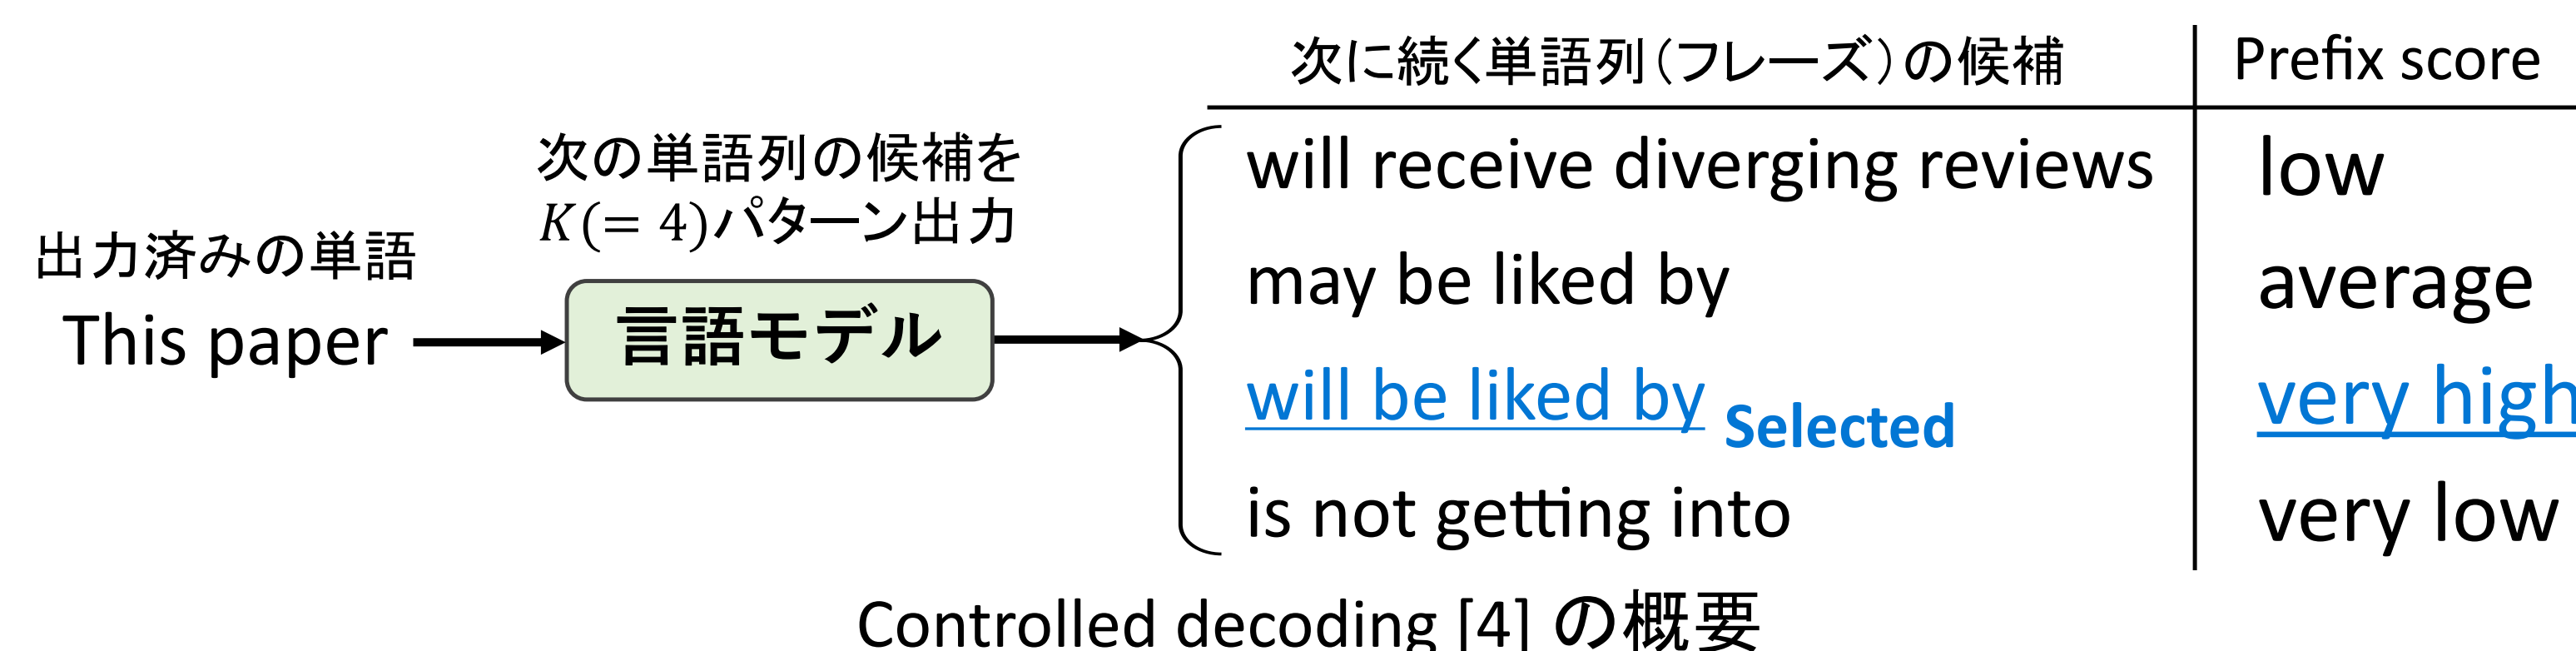 次に続く単語列（フレーズ）の候補 Prefix score
次の単語列の候補を
K(= 4)パターン出力
出力済みの単語
This paper
言語モデル
will receive diverging reviews low
may be liked by average
will be liked by Selected very high
is not getting into very low
Controlled decoding [4] の概要